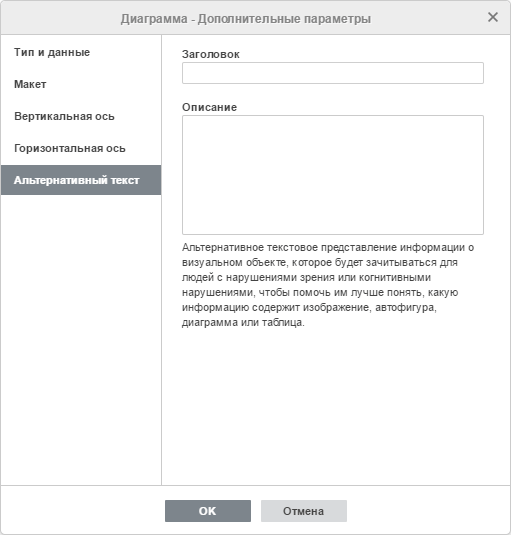 Диаграмма - Дополнительные параметры
Тип и данные
Макет
Вертикальная ось
Горизонтальная ось
Альтернативный текст
Заголовок
Описание
Альтернативное текстовое представление информации о
визуальном объекте, которое будет зачитываться для
людей с нарушениями зрения или когнитивными
нарушениями, чтобы помочь им лучше понять, какую
информацию содержит изображение, автофигура,
диаграмма или таблица.
OK
Отмена